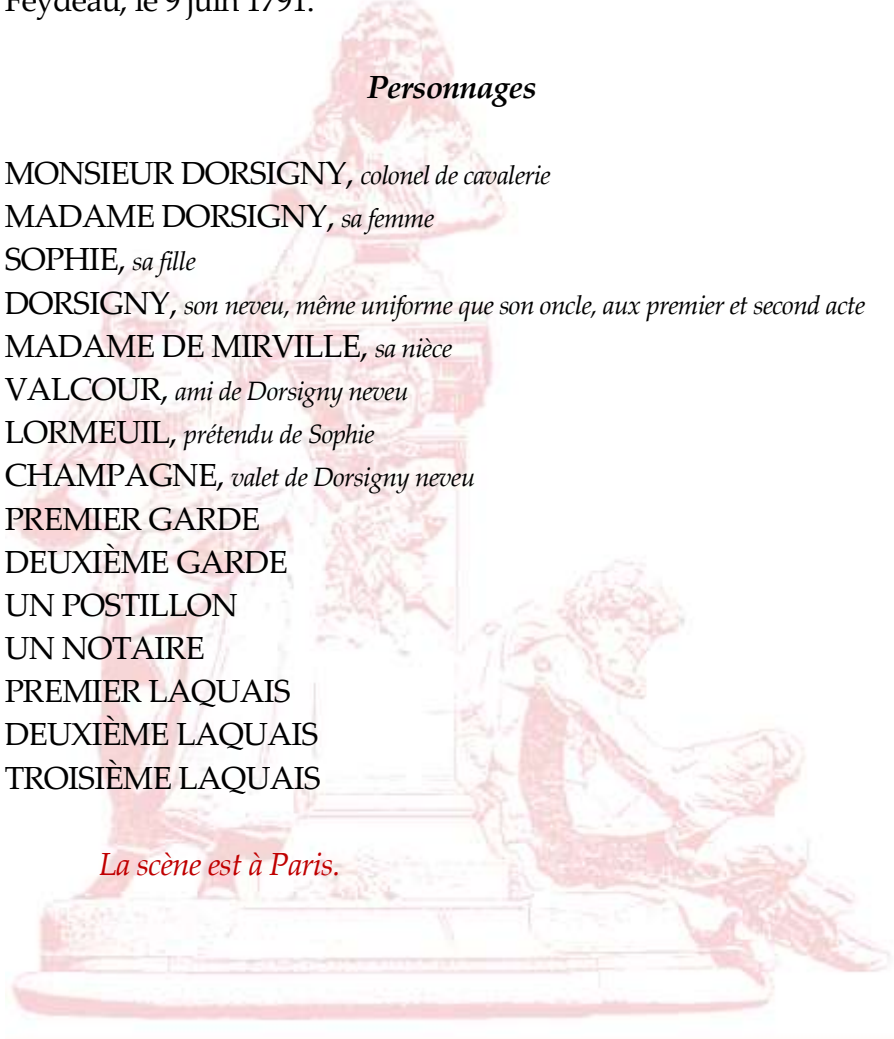 Feydeau, le 9 juin 1791.
Personnages
MONSIEUR DORSIGNY, colonel de cavalerie
MADAME DORSIGNY, sa femme
SOPHIE, sa fille
DORSIGNY, son neveu, même uniforme que son oncle, aux premier et second acte
MADAME DE MIRVILLE, sa nièce
VALCOUR, ami de Dorsigny neveu
LORMEUIL, prétendu de Sophie
CHAMPAGNE, valet de Dorsigny neveu
PREMIER GARDE
DEUXIÈME GARDE
UN POSTILLON
UN NOTAIRE
PREMIER LAQUAIS
DEUXIÈME LAQUAIS
TROISIÈME LAQUAIS
La scène est à Paris.